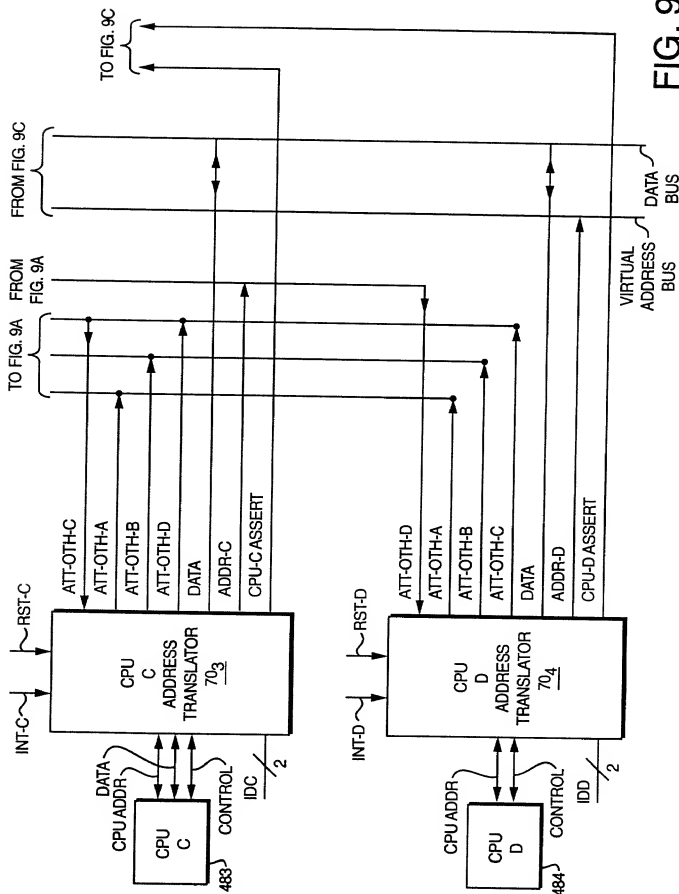 TO FIG. 9C
FROM FIG. 9C
FROM
FIG. 9A
TO FIG. 9A
FIG. 9
INT-C
RST-C
CPU
C
ADDRESS
TRANSLATOR
70₃
ATT-OTH-C
ATT-OTH-A
ATT-OTH-B
ATT-OTH-D
DATA
ADDR-C
CPU-C ASSERT
CPU ADDR
DATA
CONTROL
IDC
2
CPU
C
483
VIRTUAL
ADDRESS
BUS
DATA
BUS
INT-D
RST-D
CPU
D
ADDRESS
TRANSLATOR
70₄
ATT-OTH-D
ATT-OTH-A
ATT-OTH-B
ATT-OTH-C
DATA
ADDR-D
CPU-D ASSERT
CPU ADDR
CONTROL
IDD
2
CPU
D
484